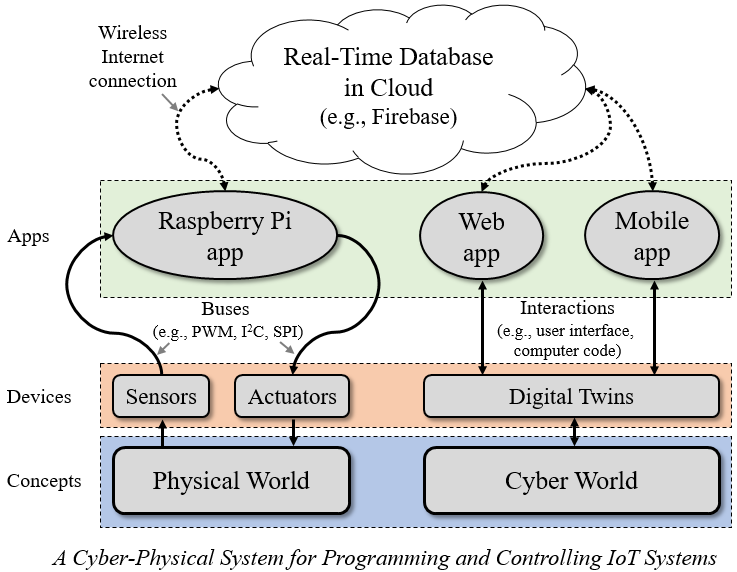 Wireless
Internet
connection
Real-Time Database
in Cloud
(e.g., Firebase)
Apps
Raspberry Pi
app
Web
app
Mobile
app
Buses
(e.g., PWM, I²C, SPI)
Interactions
(e.g., user interface,
computer code)
Devices
Sensors
Actuators
Digital Twins
Concepts
Physical World
Cyber World
A Cyber-Physical System for Programming and Controlling IoT Systems